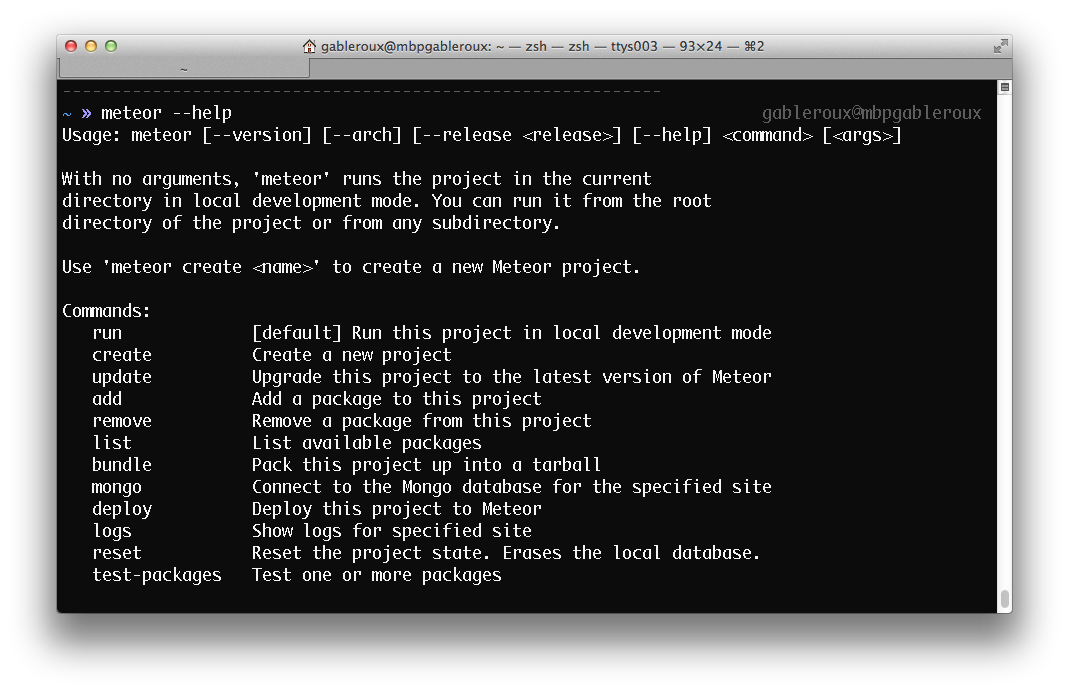 gableroux@mbpgableroux: ~ — zsh — zsh — ttys003 — 93×24 — ⌘2
~
------------------------------------------------------------
~ » meteor --help gableroux@mbpgableroux
Usage: meteor [--version] [--arch] [--release <release>] [--help] <command> [<args>]
With no arguments, 'meteor' runs the project in the current
directory in local development mode. You can run it from the root
directory of the project or from any subdirectory.
Use 'meteor create <name>' to create a new Meteor project.
Commands:
run [default] Run this project in local development mode
create Create a new project
update Upgrade this project to the latest version of Meteor
add Add a package to this project
remove Remove a package from this project
list List available packages
bundle Pack this project up into a tarball
mongo Connect to the Mongo database for the specified site
deploy Deploy this project to Meteor
logs Show logs for specified site
reset Reset the project state. Erases the local database.
test-packages Test one or more packages